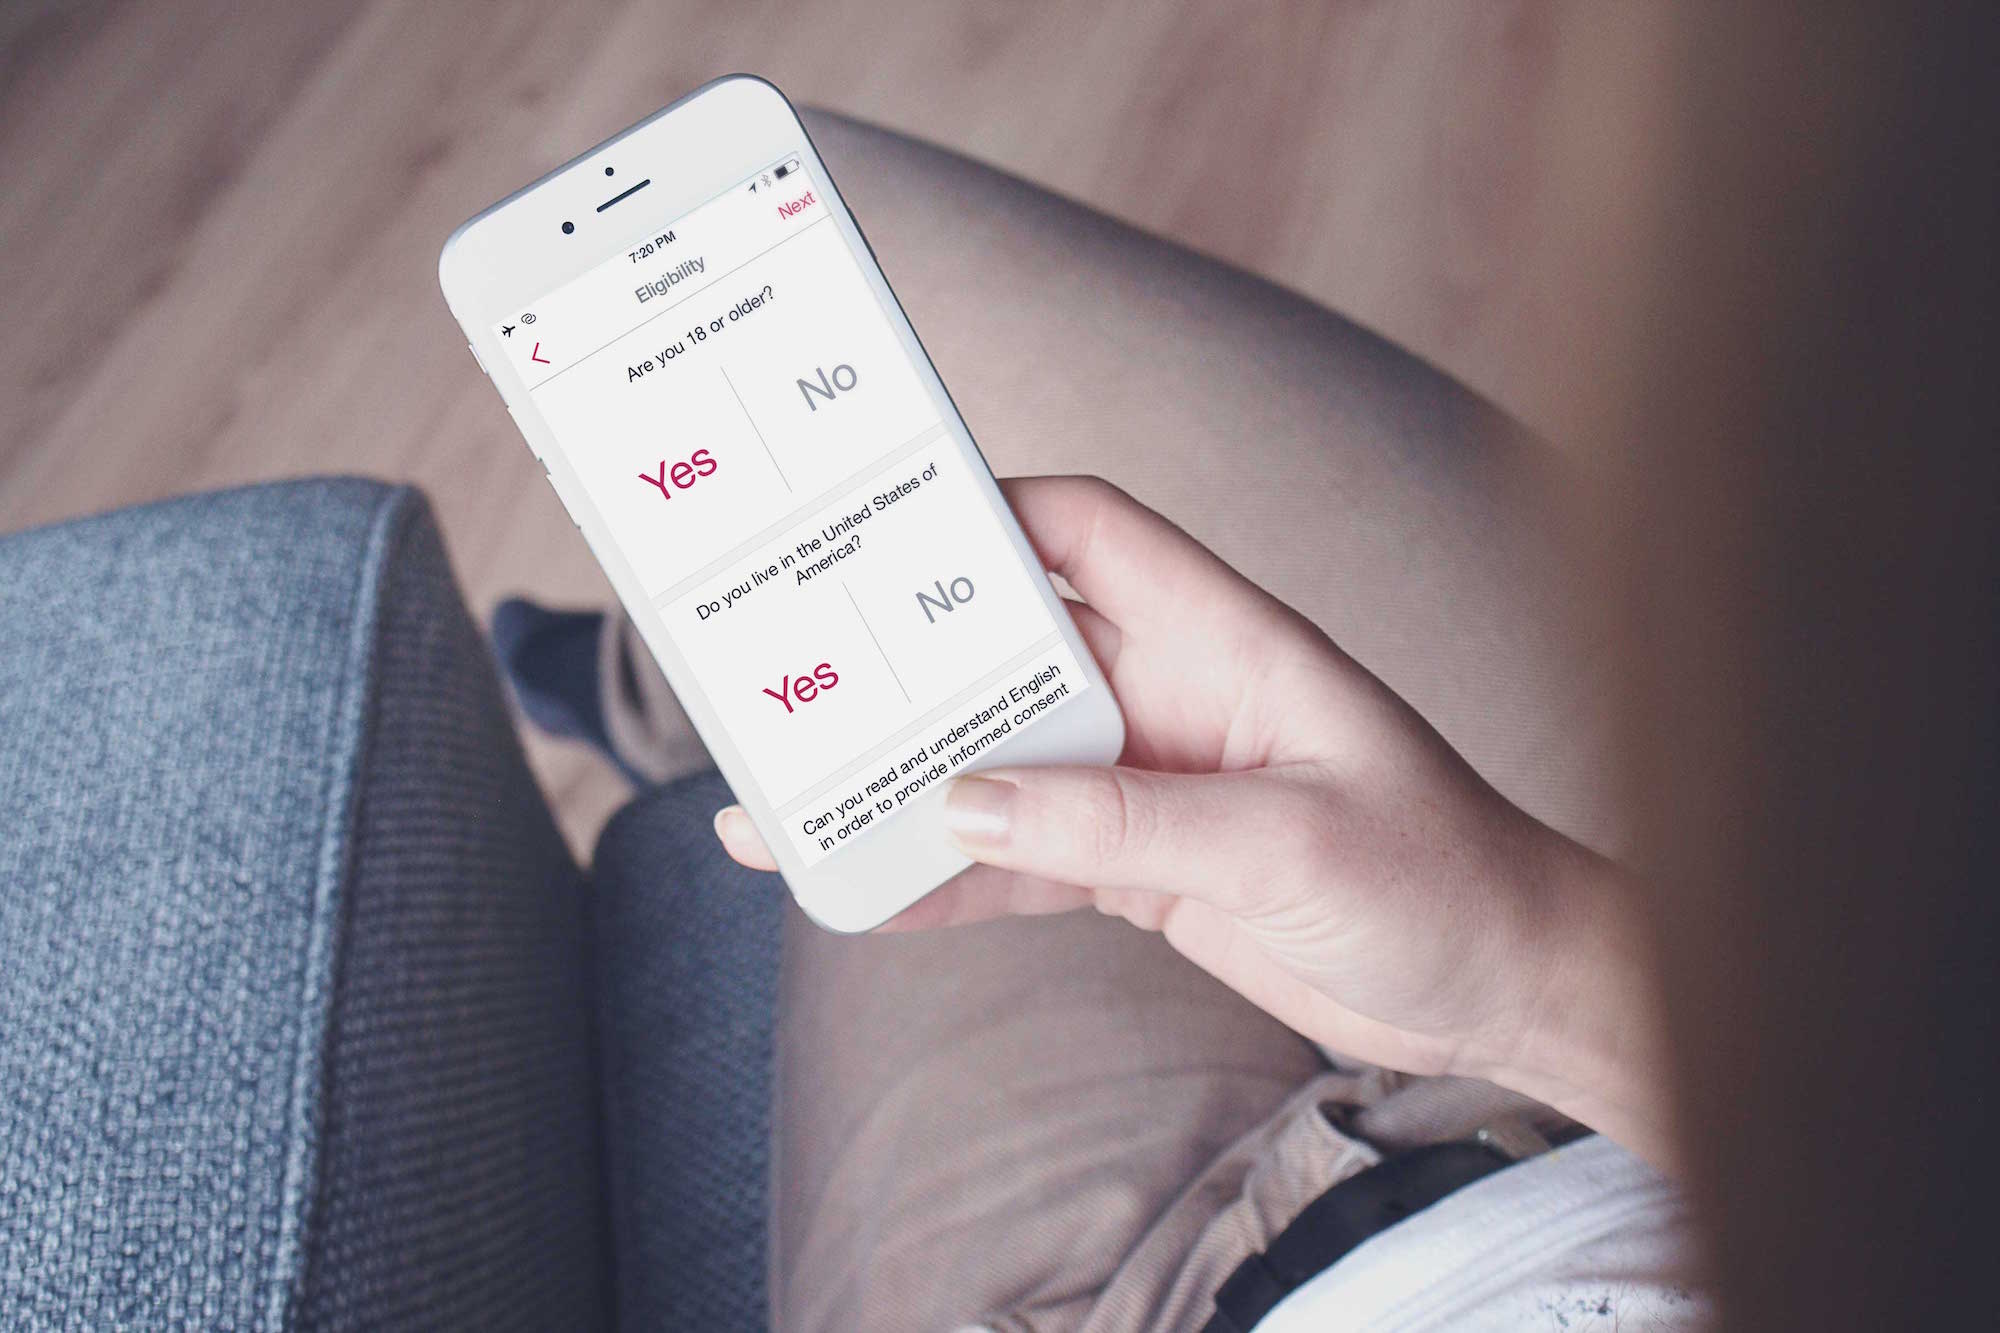 7:20 PM
Eligibility
Next
Are you 18 or older?
Yes
No
Do you live in the United States of
America?
Yes
No
Can you read and understand English
in order to provide informed consent